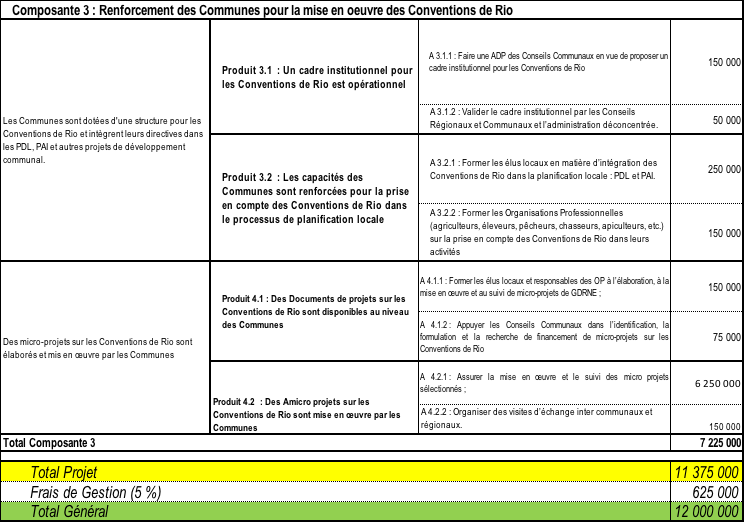 Composante 3 : Renforcement des Communes pour la mise en oeuvre des Conventions de Rio
Les Communes sont dotées d'une structure pour les
Conventions de Rio et intègrent leurs directives dans
les PDL, PAI et autres projets de développement
communal.
Produit 3.1 : Un cadre institutionnel pour
les Conventions de Rio est opérationnel
A 3.1.1 : Faire une ADP des Conseils Communaux en vue de proposer un
cadre institutionnel pour les Conventions de Rio
150 000
A 3.1.2 : Valider le cadre institutionnel par les Conseils
Régionaux et Communaux et l'administration déconcentrée.
50 000
Produit 3.2 : Les capacités des
Communes sont renforcées pour la prise
en compte des Conventions de Rio dans
le processus de planification locale
A 3.2.1 : Former les élus locaux en matière d'intégration des
Conventions de Rio dans la planification locale : PDL et PAI.
250 000
A 3.2.2 : Former les Organisations Professionnelles
(agriculteurs, éleveurs, pêcheurs, chasseurs, apiculteurs, etc.)
sur la prise en compte des Conventions de Rio dans leurs
activités
150 000
Des micro-projets sur les Conventions de Rio sont
élaborés et mis en œuvre par les Communes
Produit 4.1 : Des Documents de projets sur les
Conventions de Rio sont disponibles au niveau
des Communes
A 4.1.1 : Former les élus locaux et responsables des OP à l'élaboration, à la
mise en œuvre et au suivi de micro-projets de GDRNE ;
150 000
A 4.1.2 : Appuyer les Conseils Communaux dans l'identification, la
formulation et la recherche de financement de micro-projets sur les
Conventions de Rio
75 000
Produit 4.2 : Des Amicro projets sur les
Conventions de Rio sont mise en œuvre par les
Communes
A 4.2.1 : Assurer la mise en œuvre et le suivi des micro projets
sélectionnés ;
6 250 000
A 4.2.2 : Organiser des visites d'échange inter communaux et
régionaux.
150 000
Total Composante 3 7 225 000
Total Projet 11 375 000
Frais de Gestion (5 %) 625 000
Total Général 12 000 000